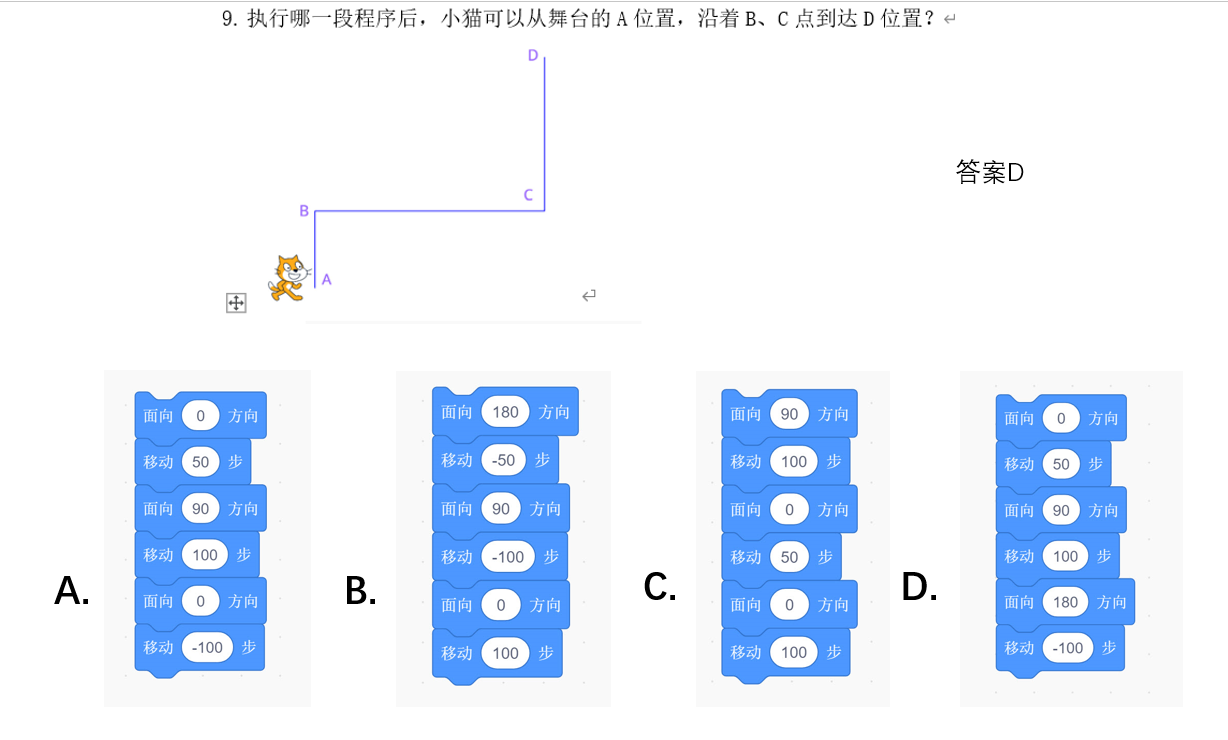 9. 执行哪一段程序后，小猫可以从舞台的 A 位置，沿着 B、C 点到达 D 位置？
D
C
B
A
答案D
A.
面向 0 方向
移动 50 步
面向 90 方向
移动 100 步
面向 0 方向
移动 -100 步
B.
面向 180 方向
移动 -50 步
面向 90 方向
移动 -100 步
面向 0 方向
移动 100 步
C.
面向 90 方向
移动 100 步
面向 0 方向
移动 50 步
面向 0 方向
移动 100 步
D.
面向 0 方向
移动 50 步
面向 90 方向
移动 100 步
面向 180 方向
移动 -100 步